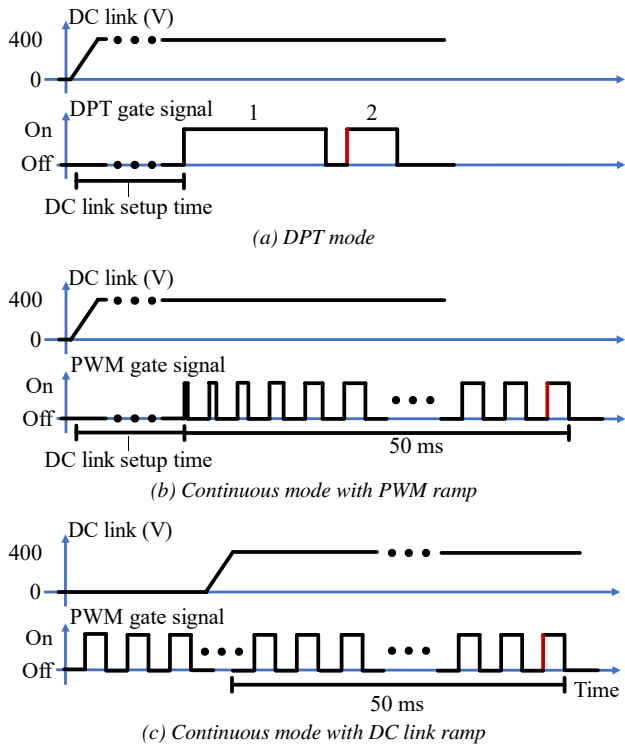 DC link (V)
400
0
DPT gate signal
1
2
On
Off
DC link setup time
(a) DPT mode
DC link (V)
400
0
PWM gate signal
On
Off
DC link setup time
50 ms
(b) Continuous mode with PWM ramp
DC link (V)
400
0
PWM gate signal
On
Off
50 ms
Time
(c) Continuous mode with DC link ramp